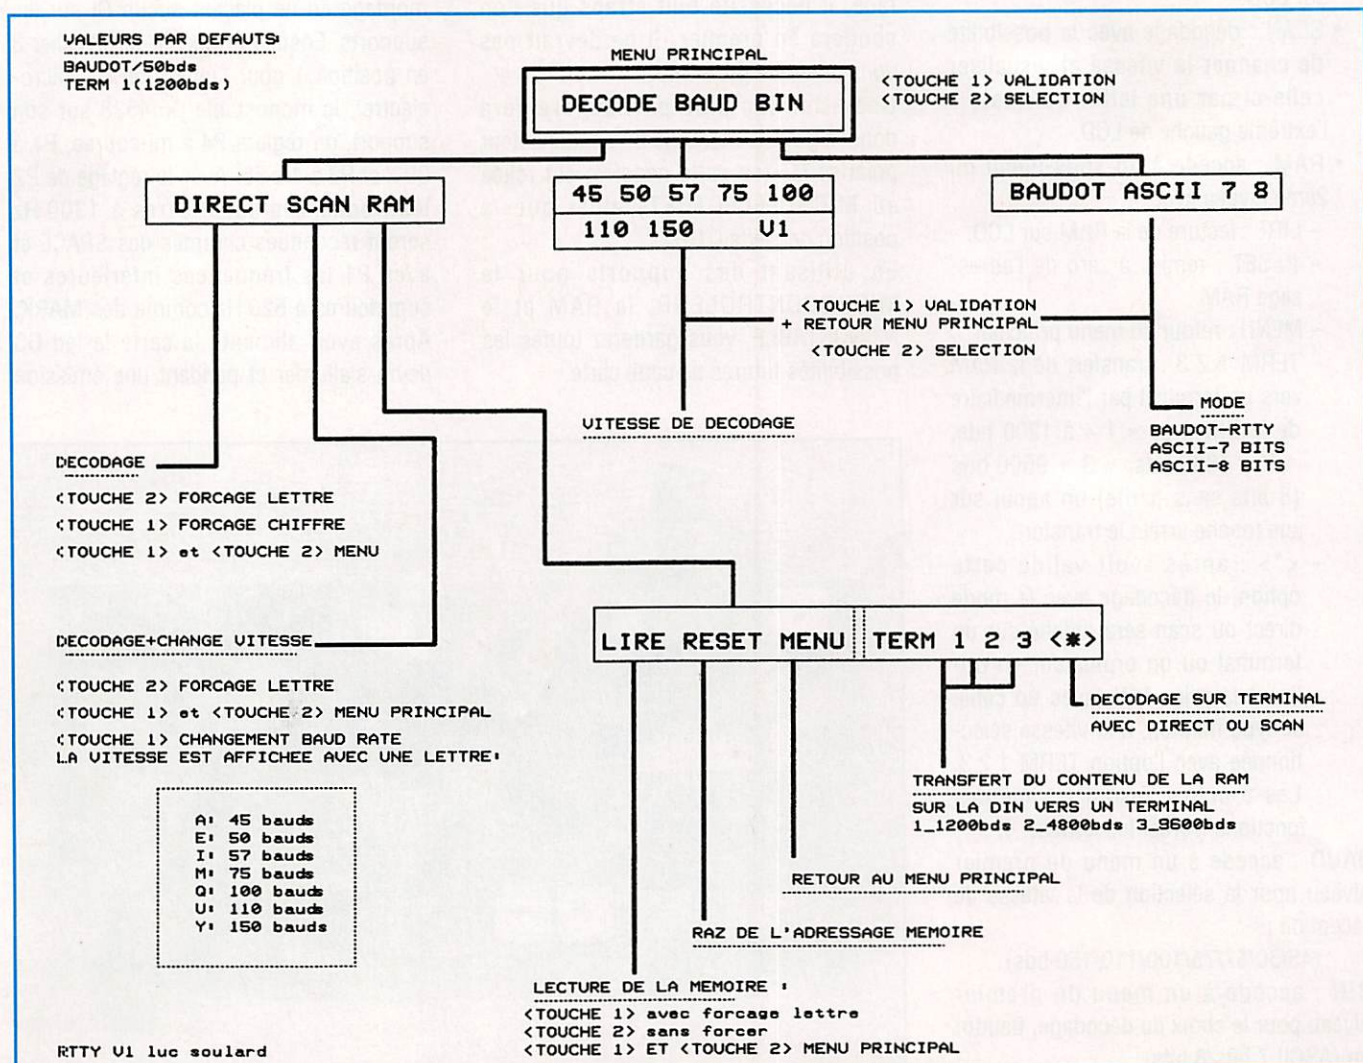 VALEURS PAR DEFAUTS:
BAUDOT/50bds
TERM 1(1200bds)
MENU PRINCIPAL
DECODE BAUD BIN
<TOUCHE 1> VALIDATION
<TOUCHE 2> SELECTION
DIRECT SCAN RAM
45 50 57 75 100
110 150 V1
BAUDOT ASCII 7 8
<TOUCHE 1> VALIDATION
+ RETOUR MENU PRINCIPAL
<TOUCHE 2> SELECTION
VITESSE DE DECODAGE
MODE
BAUDOT-RTTY
ASCII-7 BITS
ASCII-8 BITS
DECODAGE
<TOUCHE 2> FORCAGE LETTRE
<TOUCHE 1> FORCAGE CHIFFRE
<TOUCHE 1> et <TOUCHE 2> MENU
DECODAGE+CHANGE VITESSE
<TOUCHE 2> FORCAGE LETTRE
<TOUCHE 1> et <TOUCHE 2> MENU PRINCIPAL
<TOUCHE 1> CHANGEMENT BAUD RATE
LA VITESSE EST AFFICHEE AVEC UNE LETTRE:
A: 45 bauds
E: 50 bauds
I: 57 bauds
M: 75 bauds
Q: 100 bauds
U: 110 bauds
Y: 150 bauds
LIRE RESET MENU TERM 1 2 3 <*>
DECODAGE SUR TERMINAL
AVEC DIRECT OU SCAN
TRANSFERT DU CONTENU DE LA RAM
SUR LA DIN VERS UN TERMINAL
1_1200bds 2_4800bds 3_9600bds
RETOUR AU MENU PRINCIPAL
RAZ DE L'ADRESSAGE MEMOIRE
LECTURE DE LA MEMOIRE :
<TOUCHE 1> avec forcage lettre
<TOUCHE 2> sans forcer
<TOUCHE 1> ET <TOUCHE 2> MENU PRINCIPAL
RTTY V1 luc soulard